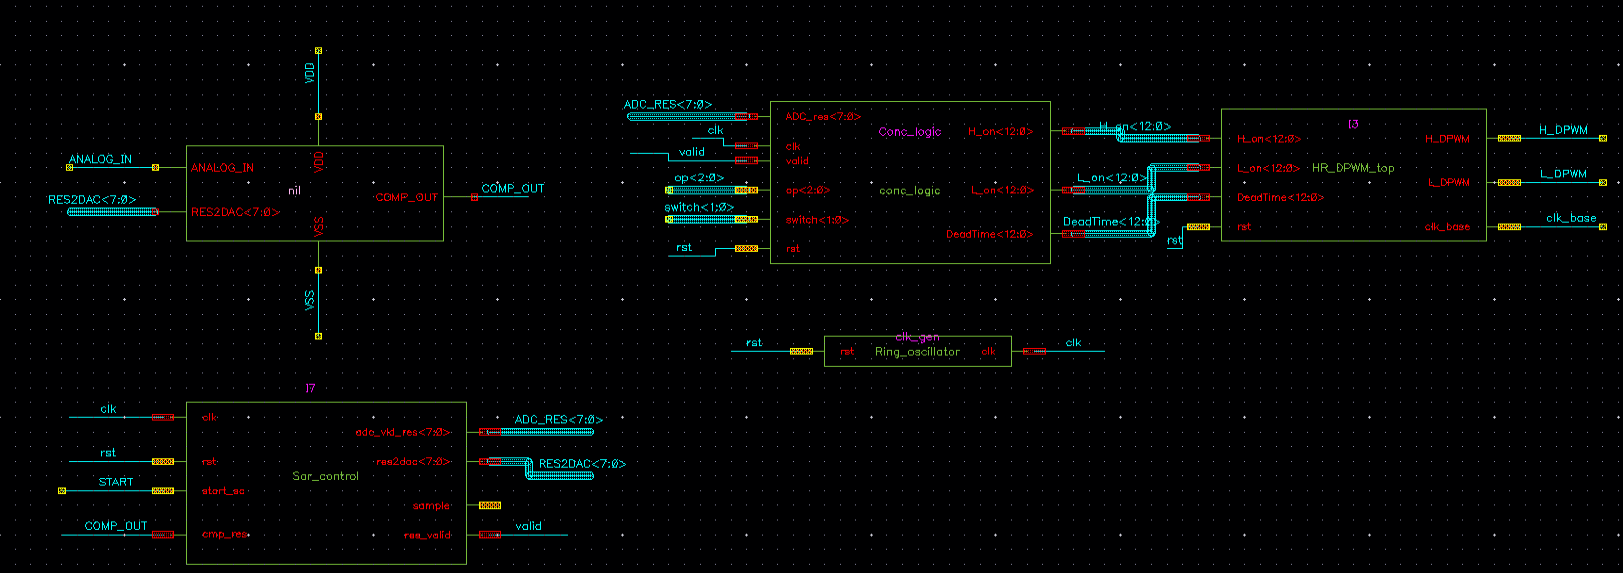 VDD
ANALOG_IN
ANALOG_IN
VDD
nil
RES2DAC<7:0>
RES2DAC<7:0>
COMP_OUT
COMP_OUT
VSS
VSS
ADC_RES<7:0>
ADC_res<7:0>
Conc_logic
H_on<12:0>
clk
clk
valid
valid
op<2:0>
op<2:0>
conc_logic
L_on<12:0>
switch<1:0>
switch<1:0>
DeadTime<12:0>
rst
rst
H_on<12:0>
L_on<12:0>
DeadTime<12:0>
rst
I3
H_on<12:0>
H_DPWM
H_DPWM
L_on<12:0>
HR_DPWM_top
L_DPWM
L_DPWM
DeadTime<12:0>
rst
clk_base
clk_base
clk_gen
rst
rst
Ring_oscillator
clk
clk
I7
clk
clk
adc_vkl_res<7:0>
ADC_RES<7:0>
rst
rst
res2dac<7:0>
RES2DAC<7:0>
Sar_control
START
start_sc
sample
COMP_OUT
cmp_res
res_valid
valid